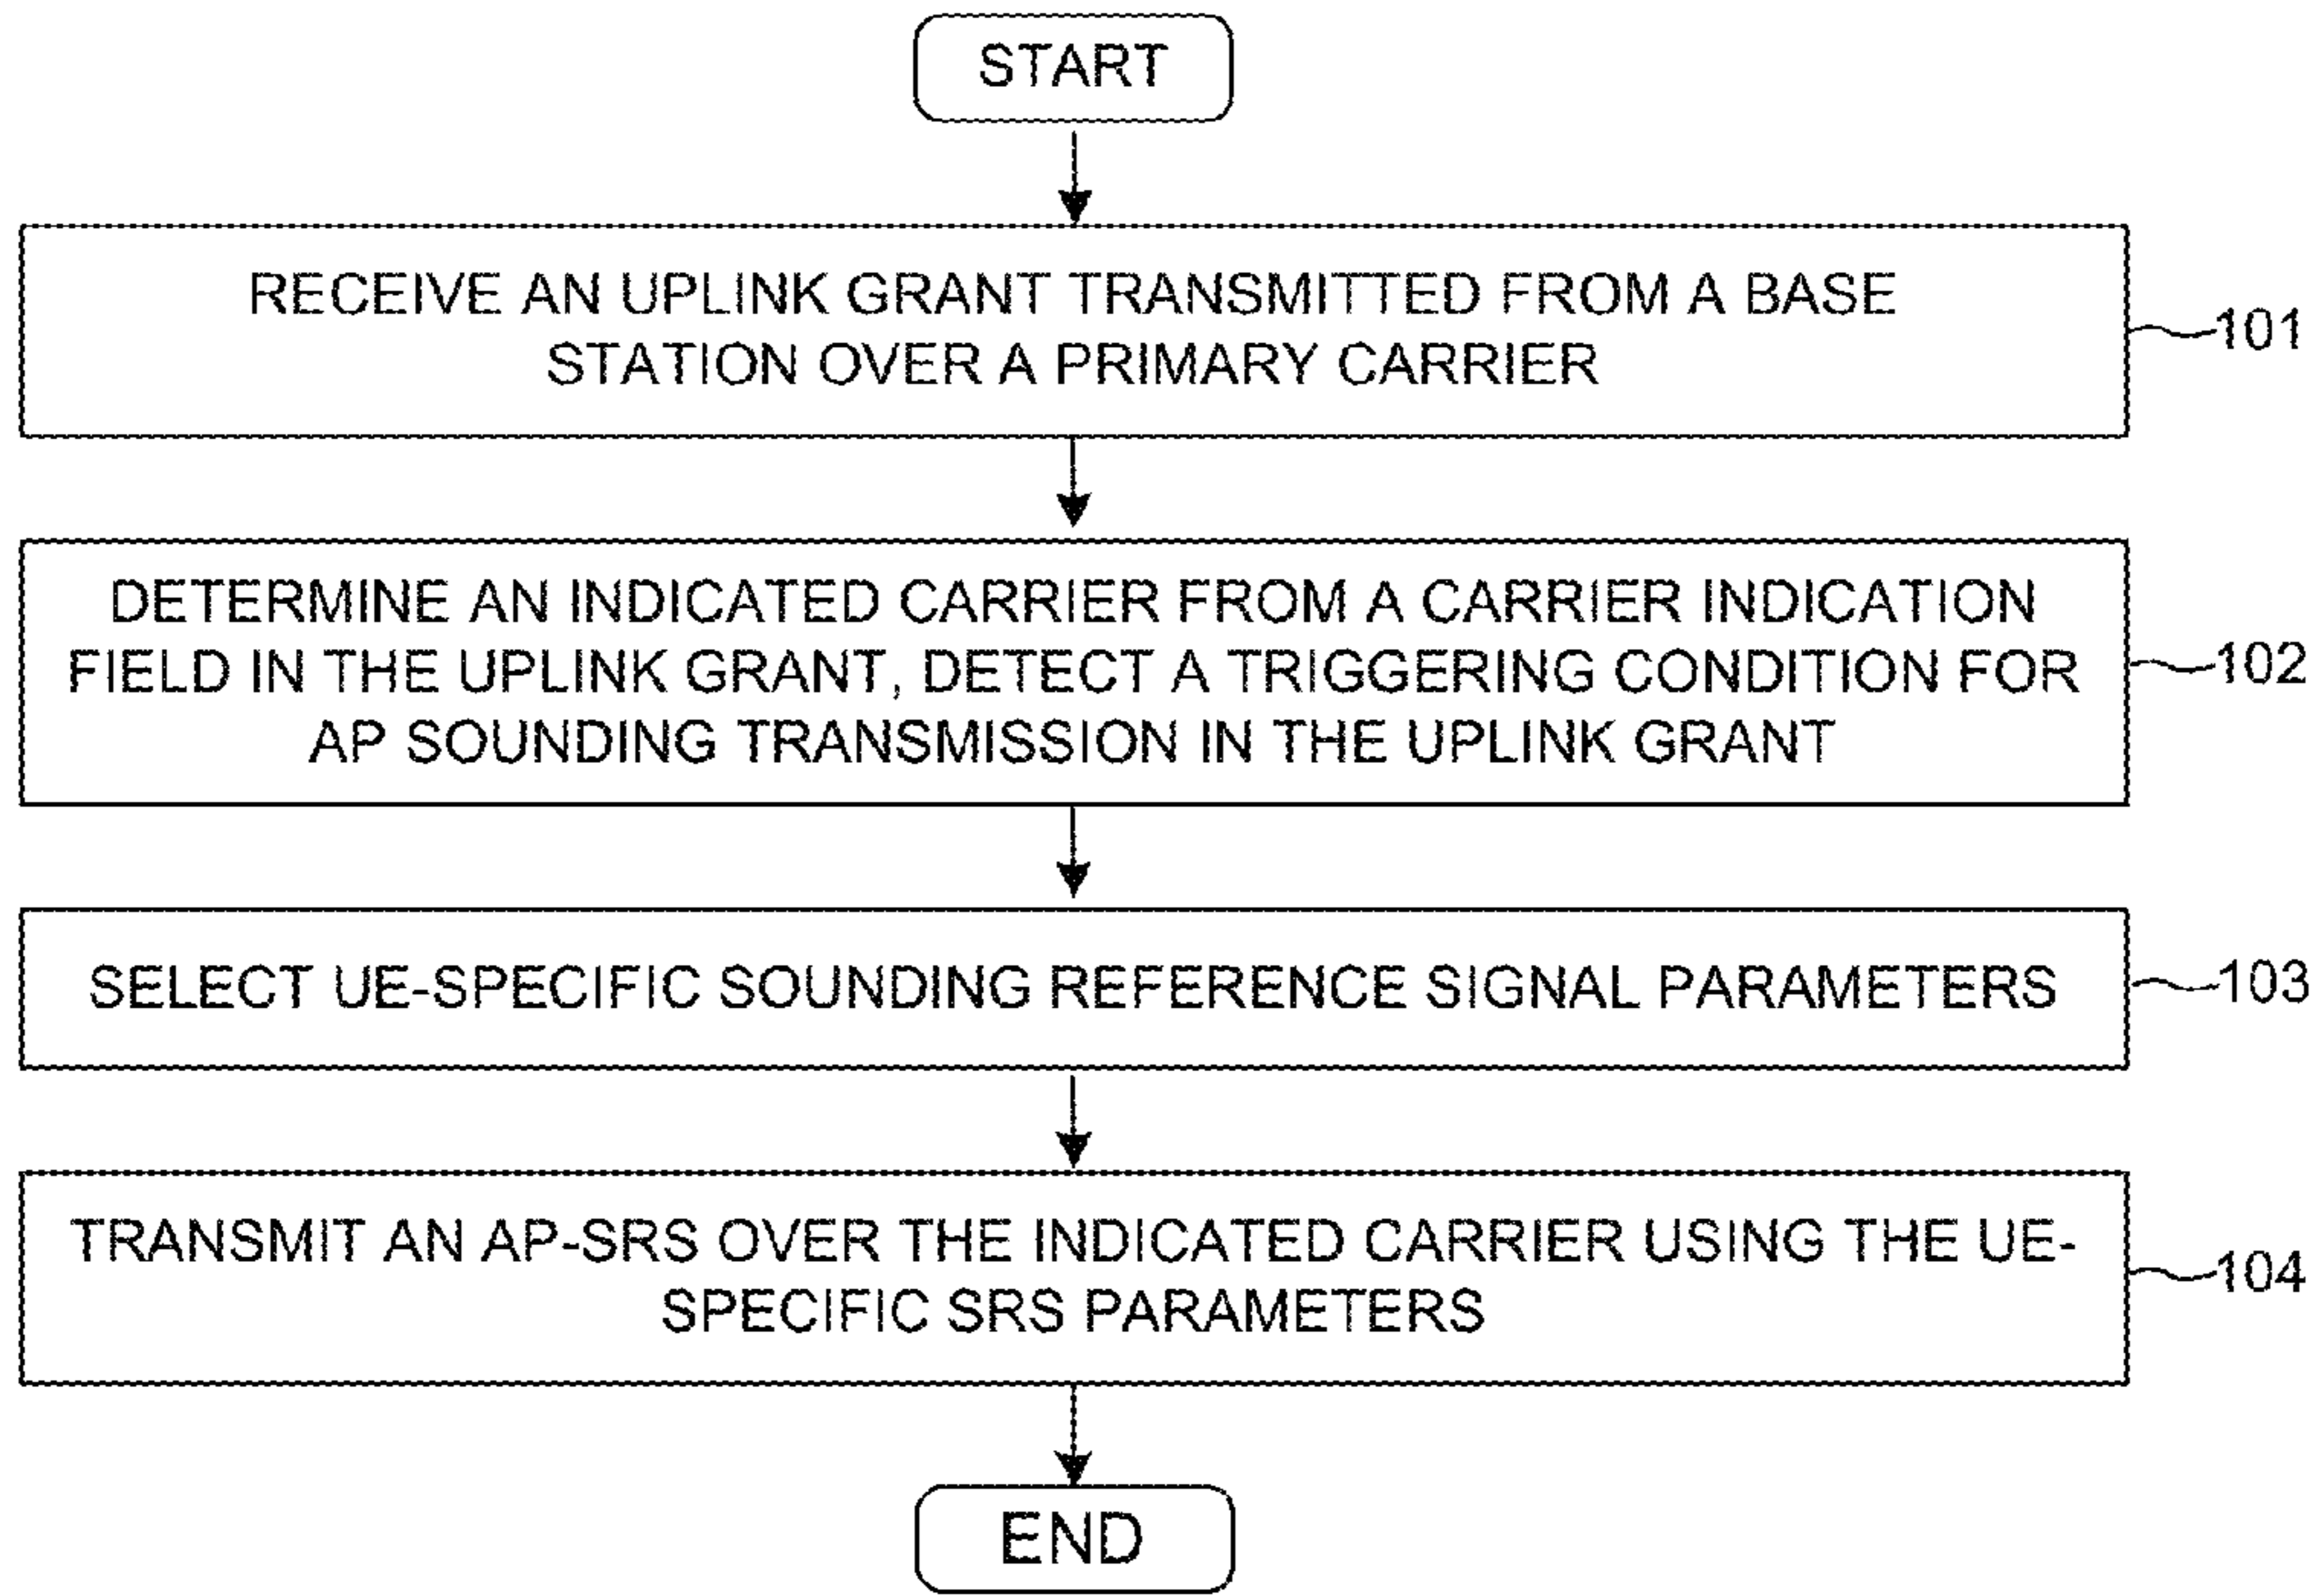 START
RECEIVE AN UPLINK GRANT TRANSMITTED FROM A BASE
STATION OVER A PRIMARY CARRIER
101
DETERMINE AN INDICATED CARRIER FROM A CARRIER INDICATION
FIELD IN THE UPLINK GRANT, DETECT A TRIGGERING CONDITION FOR
AP SOUNDING TRANSMISSION IN THE UPLINK GRANT
102
SELECT UE-SPECIFIC SOUNDING REFERENCE SIGNAL PARAMETERS
103
TRANSMIT AN AP-SRS OVER THE INDICATED CARRIER USING THE UE-
SPECIFIC SRS PARAMETERS
104
END